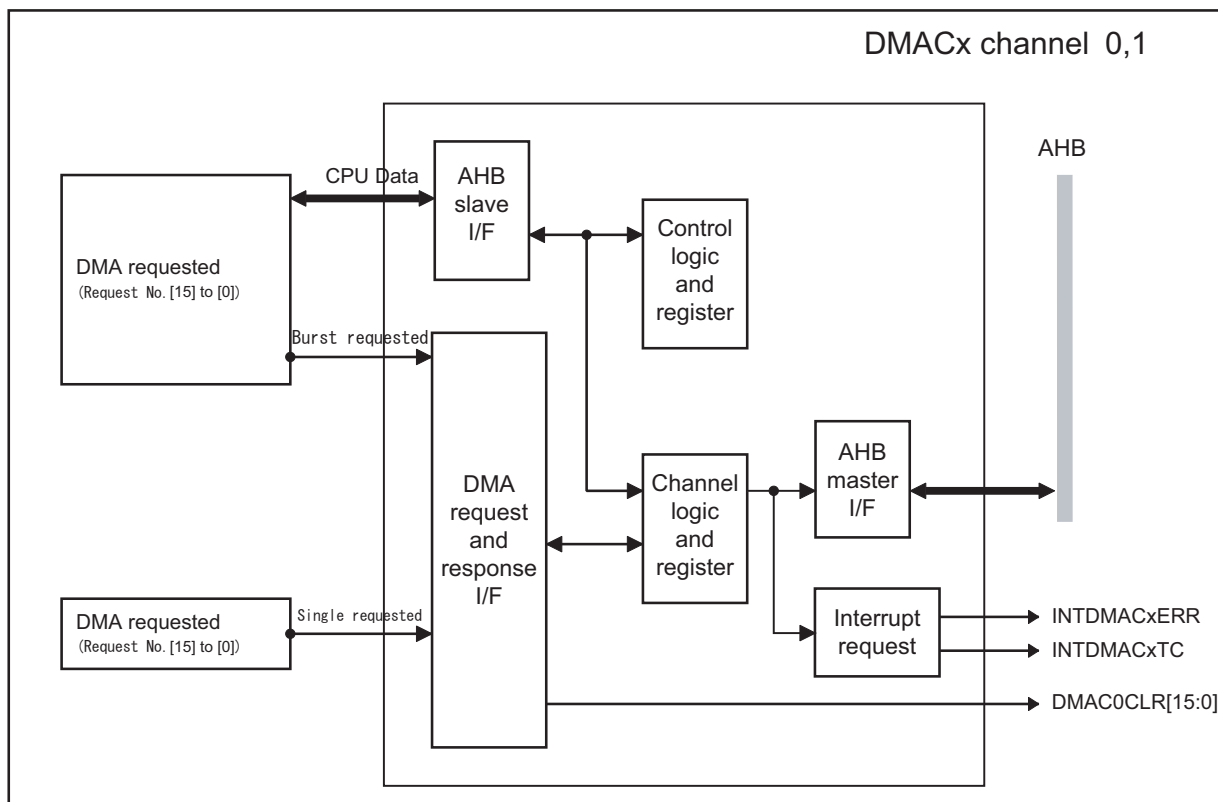 DMACx channel 0,1
AHB
CPU Data
AHB
slave
I/F
Control
logic
and
register
DMA requested
(Request No. [15] to [0])
Burst requested
DMA
request
and
response
I/F
Channel
logic
and
register
AHB
master
I/F
DMA requested
(Request No. [15] to [0])
Single requested
Interrupt
request
INTDMACxERR
INTDMACxTC
DMAC0CLR[15:0]